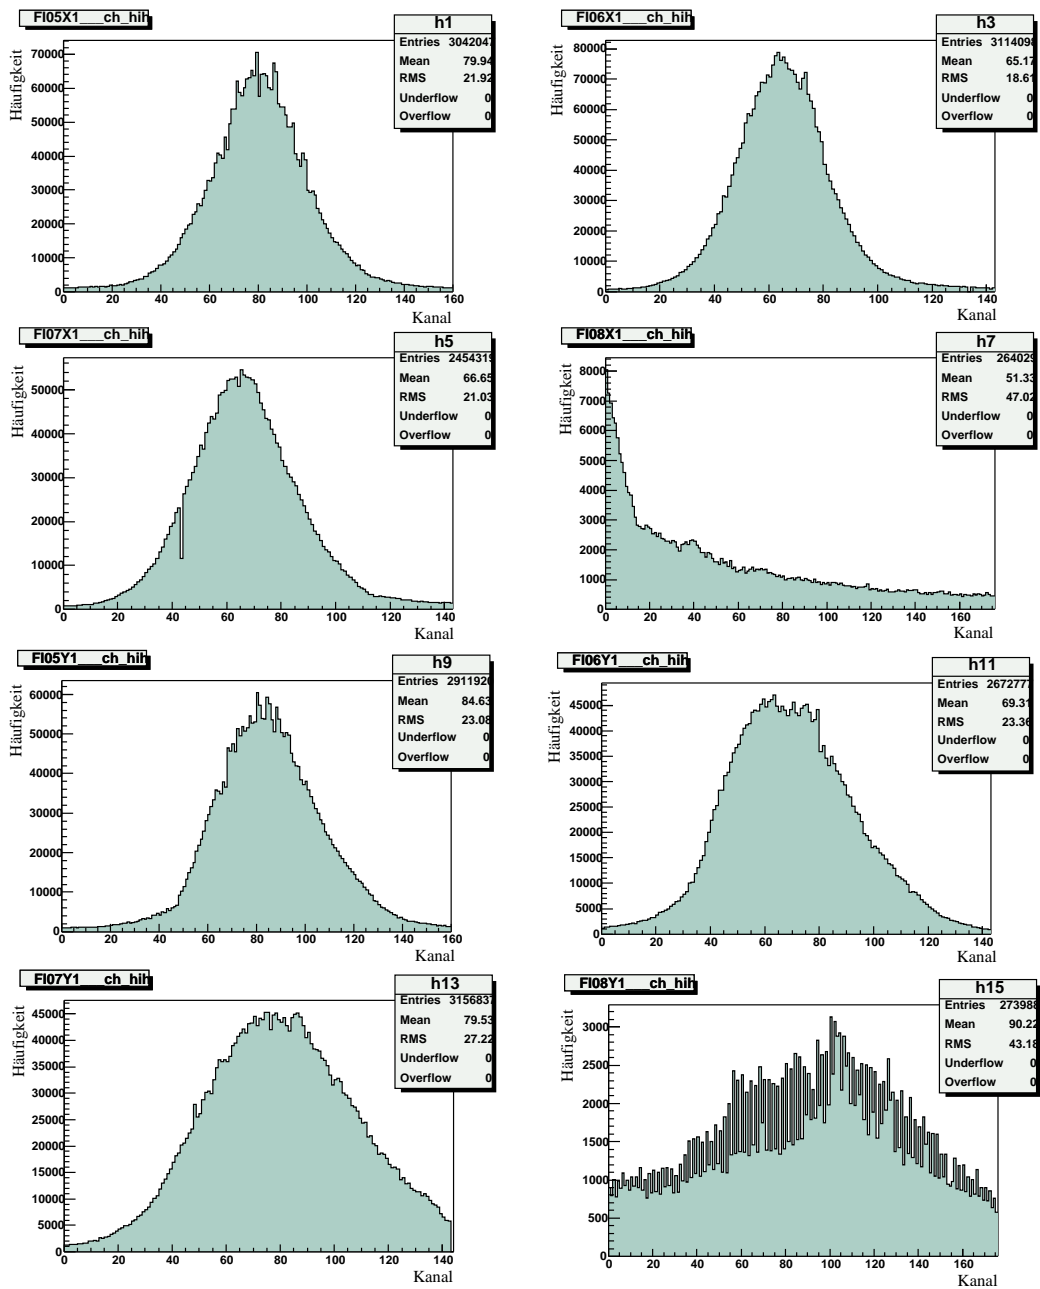 FI05X1___ch_hih
h1
Entries 3042047
Mean 79.94
RMS 21.92
Underflow 0
Overflow 0
Häufigkeit
70000
60000
50000
40000
30000
20000
10000
0
0 20 40 60 80 100 120 140 160
Kanal
FI06X1___ch_hih
h3
Entries 3114098
Mean 65.17
RMS 18.61
Underflow 0
Overflow 0
Häufigkeit
80000
70000
60000
50000
40000
30000
20000
10000
0
0 20 40 60 80 100 120 140
Kanal
FI07X1___ch_hih
h5
Entries 2454319
Mean 66.65
RMS 21.03
Underflow 0
Overflow 0
Häufigkeit
50000
40000
30000
20000
10000
0
0 20 40 60 80 100 120 140
Kanal
FI08X1___ch_hih
h7
Entries 264029
Mean 51.33
RMS 47.02
Underflow 0
Overflow 0
Häufigkeit
8000
7000
6000
5000
4000
3000
2000
1000
0
0 20 40 60 80 100 120 140 160
Kanal
FI05Y1___ch_hih
h9
Entries 2911920
Mean 84.63
RMS 23.08
Underflow 0
Overflow 0
Häufigkeit
60000
50000
40000
30000
20000
10000
0
0 20 40 60 80 100 120 140 160
Kanal
FI06Y1___ch_hih
h11
Entries 2672777
Mean 69.31
RMS 23.36
Underflow 0
Overflow 0
Häufigkeit
45000
40000
35000
30000
25000
20000
15000
10000
5000
0
0 20 40 60 80 100 120 140
Kanal
FI07Y1___ch_hih
h13
Entries 3156837
Mean 79.53
RMS 27.22
Underflow 0
Overflow 0
Häufigkeit
45000
40000
35000
30000
25000
20000
15000
10000
5000
0
0 20 40 60 80 100 120 140
Kanal
FI08Y1___ch_hih
h15
Entries 273988
Mean 90.22
RMS 43.18
Underflow 0
Overflow 0
Häufigkeit
3000
2500
2000
1500
1000
500
0
0 20 40 60 80 100 120 140 160
Kanal